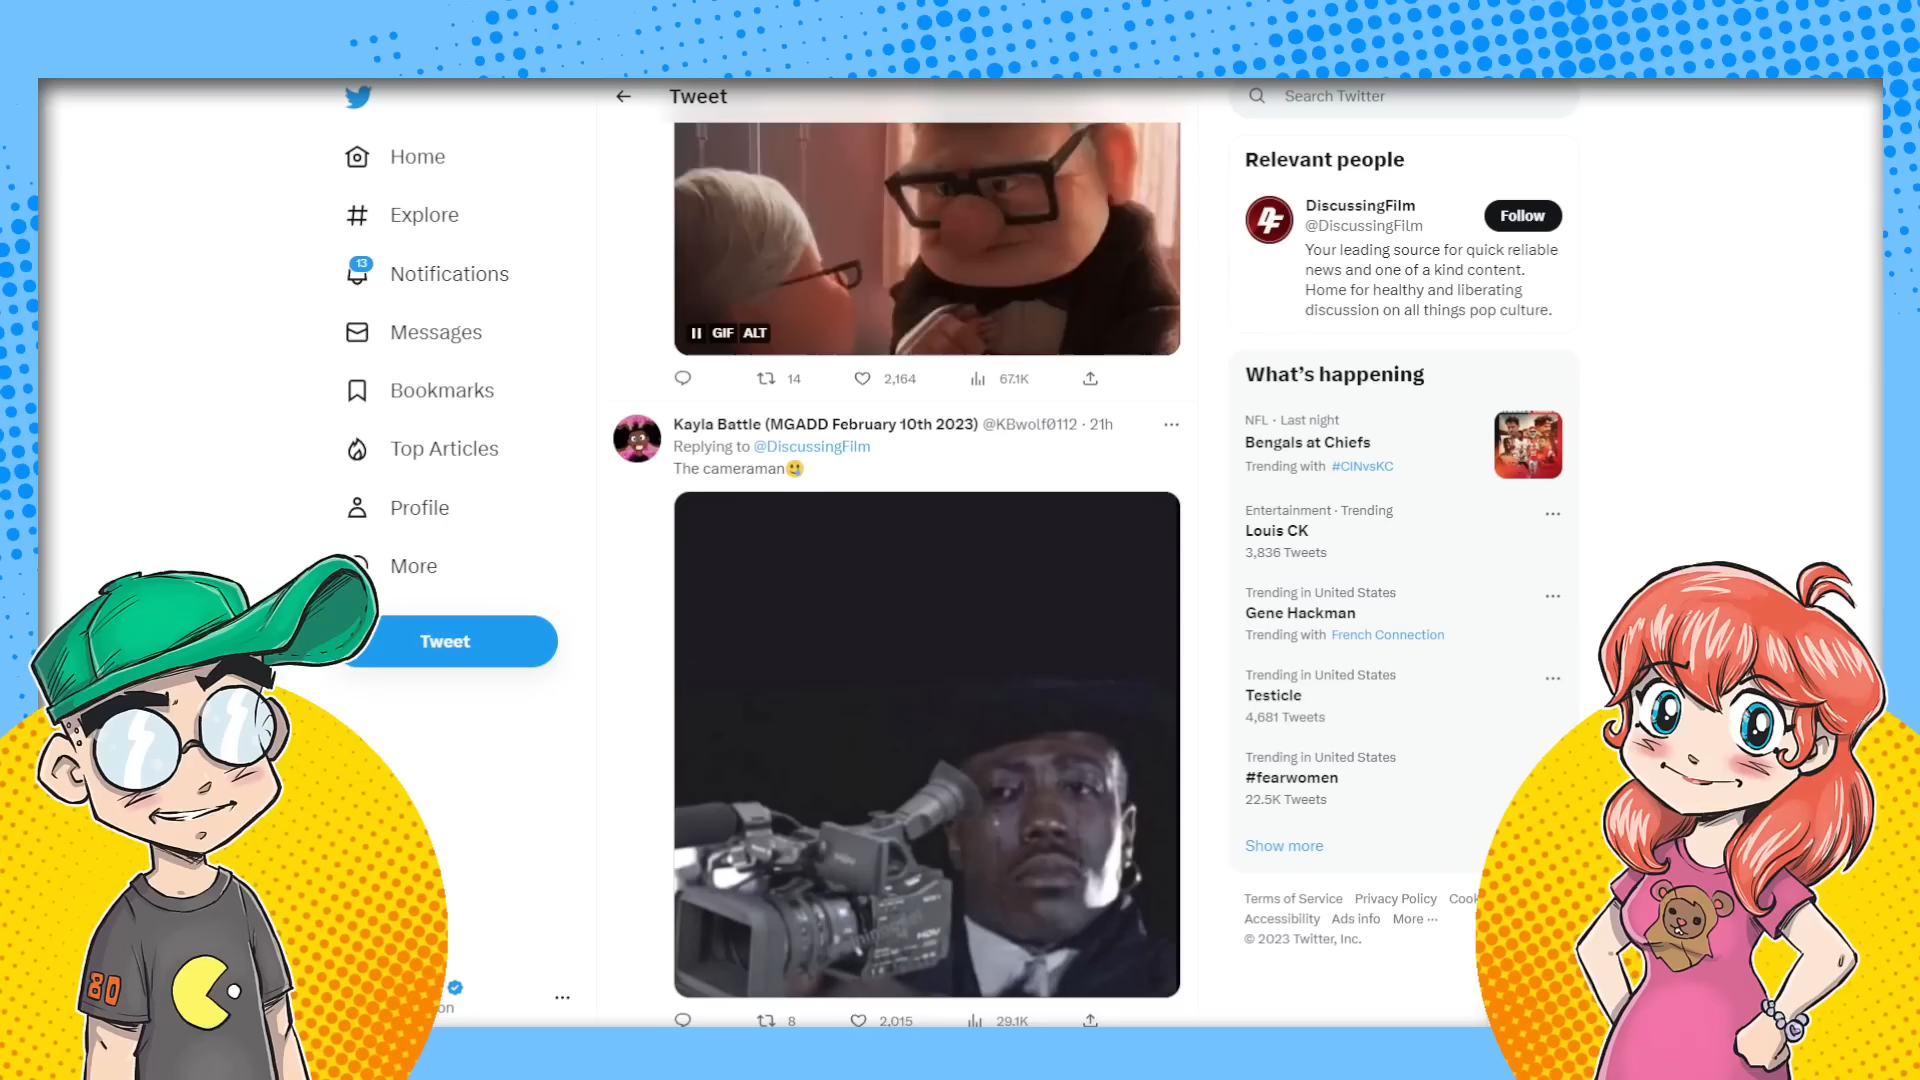 Home
Explore
13
Notifications
Messages
Bookmarks
Top Articles
Profile
More
Tweet
80
on
Tweet
GIF ALT
14 2,164 67.1K
Kayla Battle (MGADD February 10th 2023) @KBwolf0112 · 21h
Replying to @DiscussingFilm
The cameraman🥲
8 2,015 29.1K
Search Twitter
Relevant people
DiscussingFilm
@DiscussingFilm
Follow
Your leading source for quick reliable
news and one of a kind content.
Home for healthy and liberating
discussion on all things pop culture.
What's happening
NFL · Last night
Bengals at Chiefs
Trending with #CINvsKC
Entertainment · Trending
Louis CK
3,836 Tweets
Trending in United States
Gene Hackman
Trending with French Connection
Trending in United States
Testicle
4,681 Tweets
Trending in United States
#fearwomen
22.5K Tweets
Show more
Terms of Service Privacy Policy Cook
Accessibility Ads info More ···
© 2023 Twitter, Inc.